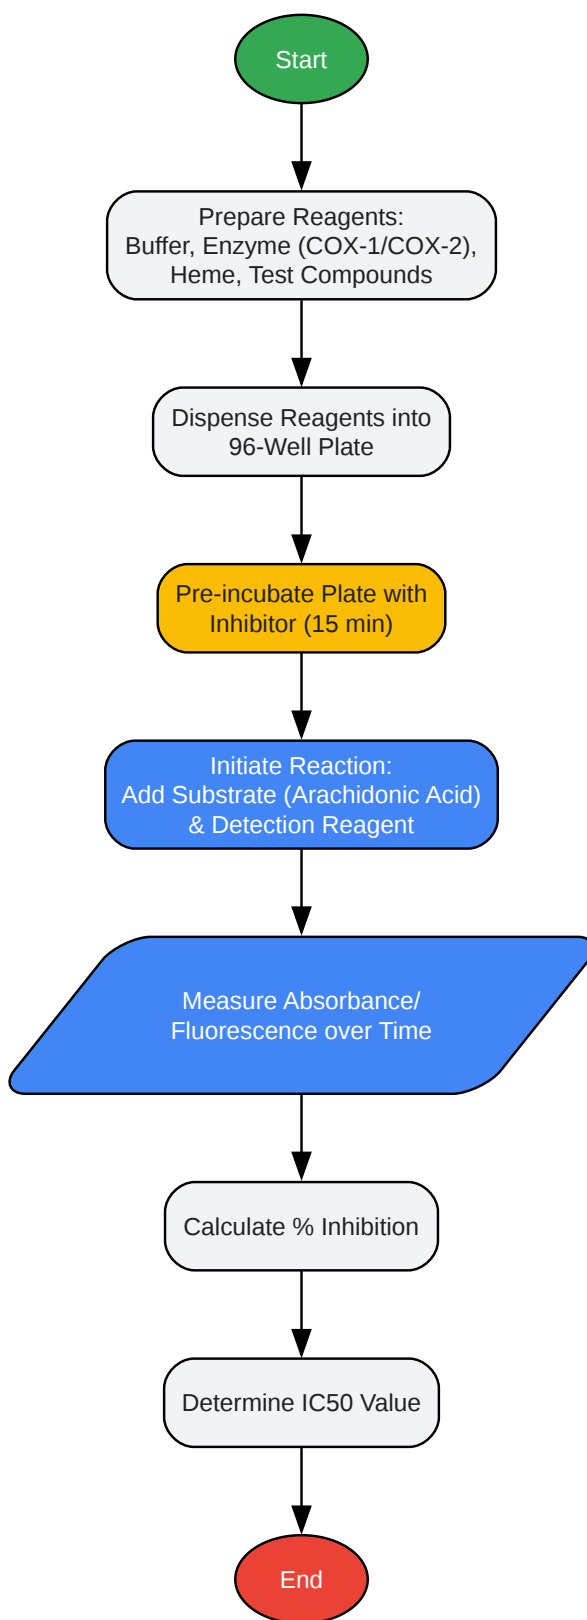 Start
Prepare Reagents:
Buffer, Enzyme (COX-1/COX-2),
Heme, Test Compounds
Dispense Reagents into
96-Well Plate
Pre-incubate Plate with
Inhibitor (15 min)
Initiate Reaction:
Add Substrate (Arachidonic Acid)
& Detection Reagent
Measure Absorbance/
Fluorescence over Time
Calculate % Inhibition
Determine IC50 Value
End